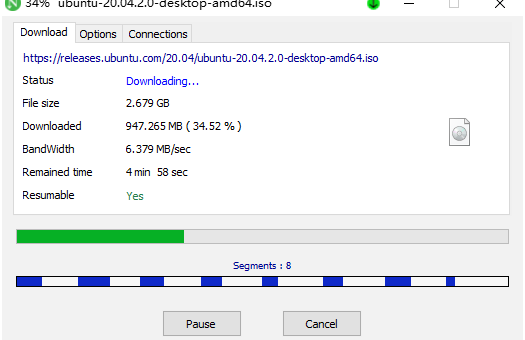 34% ubuntu-20.04.2.0-desktop-amd64.iso
Download Options Connections
https://releases.ubuntu.com/20.04/ubuntu-20.04.2.0-desktop-amd64.iso
Status Downloading...
File size 2.679 GB
Downloaded 947.265 MB ( 34.52 % )
BandWidth 6.379 MB/sec
Remained time 4 min 58 sec
Resumable Yes
Segments : 8
Pause Cancel